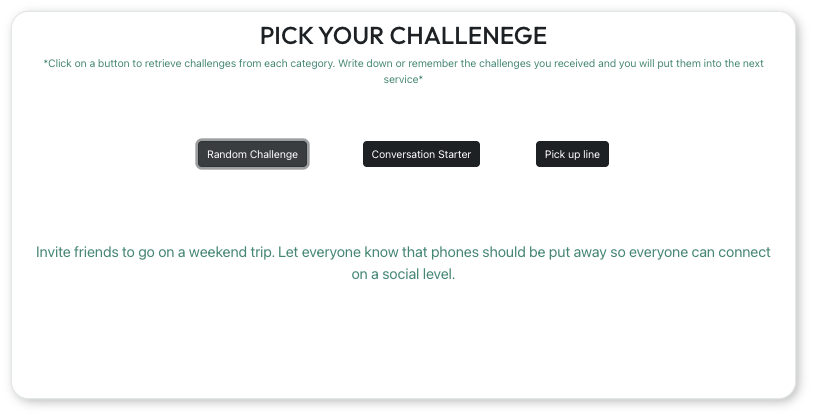 PICK YOUR CHALLENEGE
*Click on a button to retrieve challenges from each category. Write down or remember the challenges you received and you will put them into the next
service*
Random Challenge
Conversation Starter
Pick up line
Invite friends to go on a weekend trip. Let everyone know that phones should be put away so everyone can connect
on a social level.